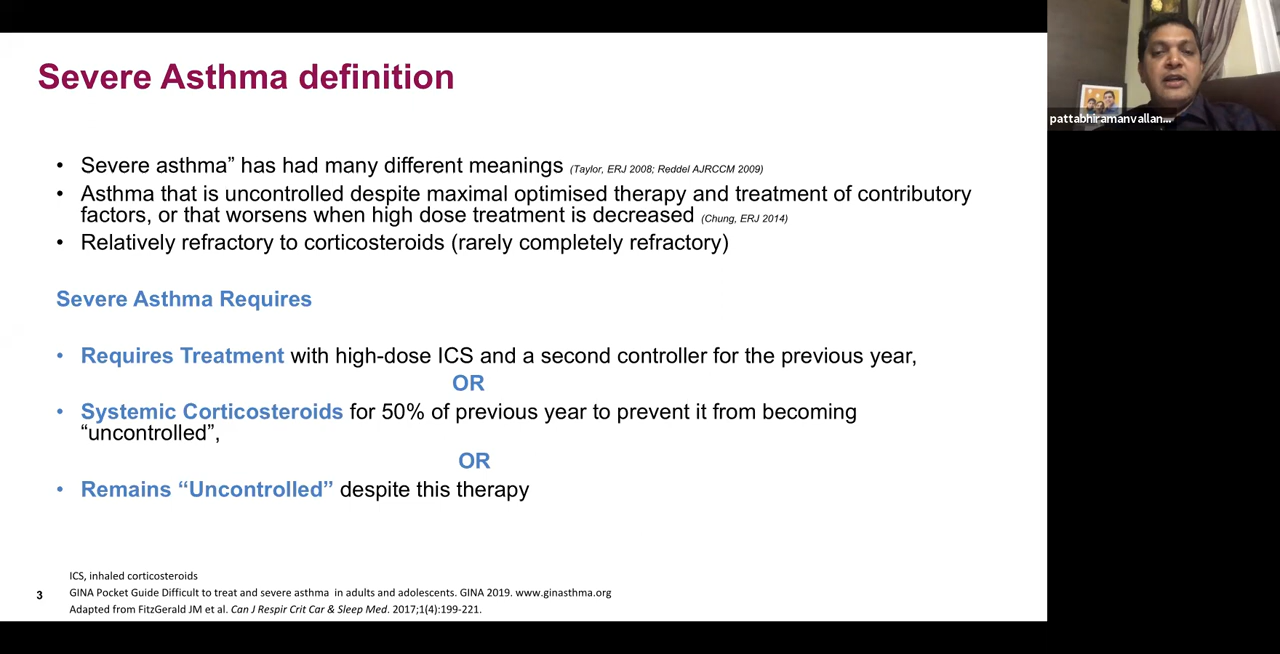 Severe Asthma definition
• Severe asthma” has had many different meanings (Taylor, ERJ 2008; Reddel AJRCCM 2009)
• Asthma that is uncontrolled despite maximal optimised therapy and treatment of contributory
factors, or that worsens when high dose treatment is decreased (Chung, ERJ 2014)
• Relatively refractory to corticosteroids (rarely completely refractory)
Severe Asthma Requires
• Requires Treatment with high-dose ICS and a second controller for the previous year,
OR
• Systemic Corticosteroids for 50% of previous year to prevent it from becoming
“uncontrolled”,
OR
• Remains “Uncontrolled” despite this therapy
ICS, inhaled corticosteroids
3 GINA Pocket Guide Difficult to treat and severe asthma in adults and adolescents. GINA 2019. www.ginasthma.org
Adapted from FitzGerald JM et al. Can J Respir Crit Car & Sleep Med. 2017;1(4):199-221.
pattabhiramanvallan...